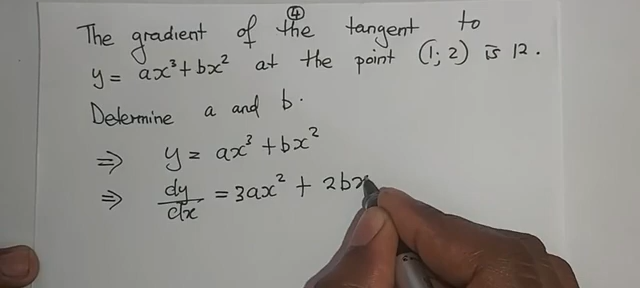 ④
The gradient of the tangent to
y = ax³ + bx² at the point (1; 2) is 12.
Determine a and b.
⇒ y = ax³ + bx²
⇒ dy/dx = 3ax² + 2bx